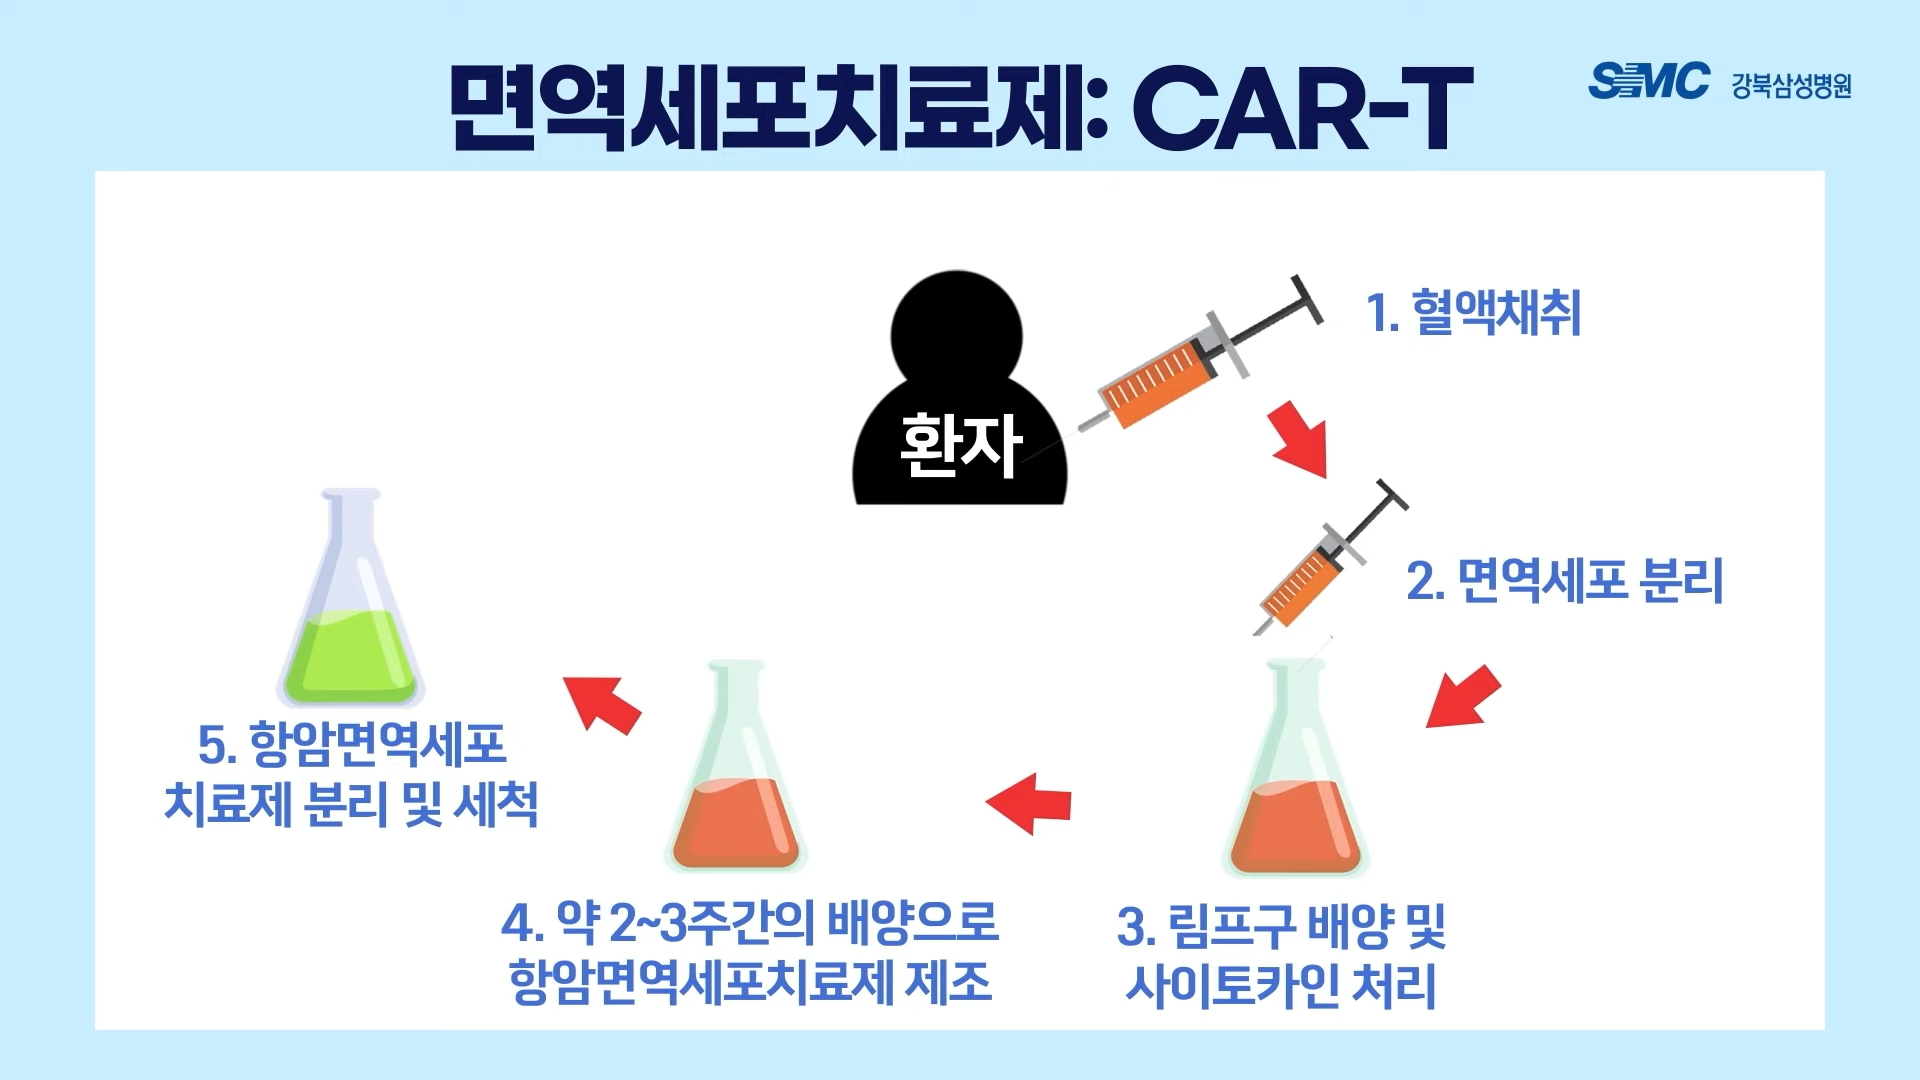 면역세포치료제: CAR-T
SMC 강북삼성병원
환자
1. 혈액채취
2. 면역세포 분리
3. 림프구 배양 및
사이토카인 처리
4. 약 2~3주간의 배양으로
항암면역세포치료제 제조
5. 항암면역세포
치료제 분리 및 세척